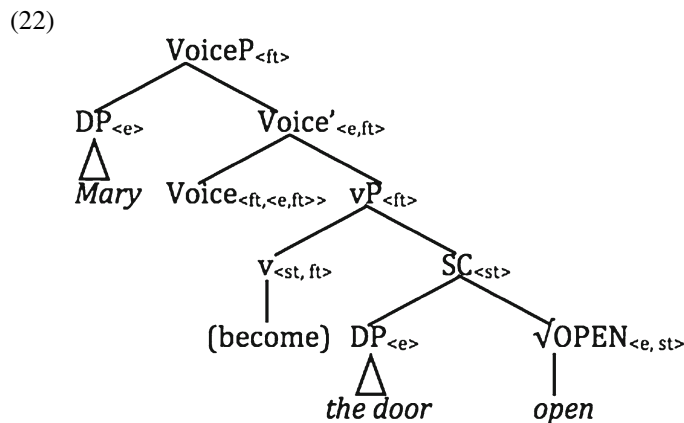 (22)
VoiceP<ft>
DP<e> Voice'<e,ft>
Mary Voice<ft,<e,ft>> vP<ft>
v<st, ft> SC<st>
(become) DP<e> √OPEN<e, st>
the door open